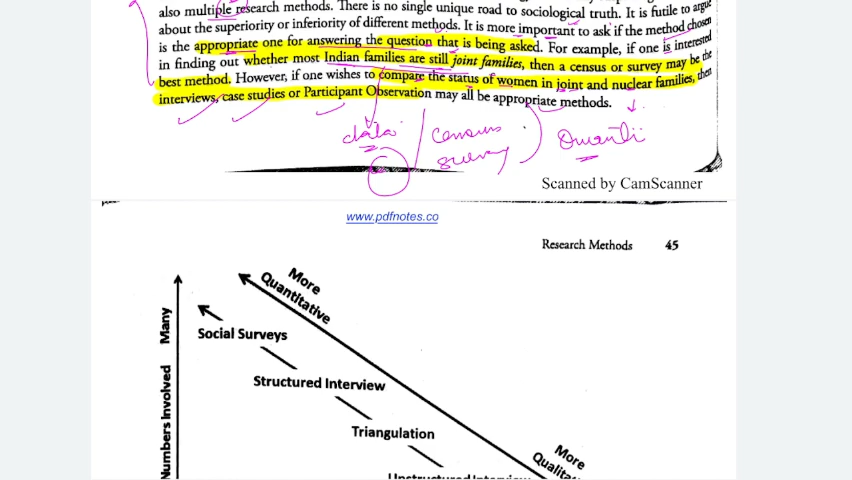 also multiple research methods. There is no single unique road to sociological truth. It is futile to argue
about the superiority or inferiority of different methods. It is more important to ask if the method chosen
is the appropriate one for answering the question that is being asked. For example, if one is interested
in finding out whether most Indian families are still joint families, then a census or survey may be the
best method. However, if one wishes to compare the status of women in joint and nuclear families, then
interviews, case studies or Participant Observation may all be appropriate methods.
data
census
survey
Quanti
Scanned by CamScanner
www.pdfnotes.co
Research Methods 45
More
Quantitative
Numbers Involved Many
Social Surveys
Structured Interview
Triangulation
More
Unstructured